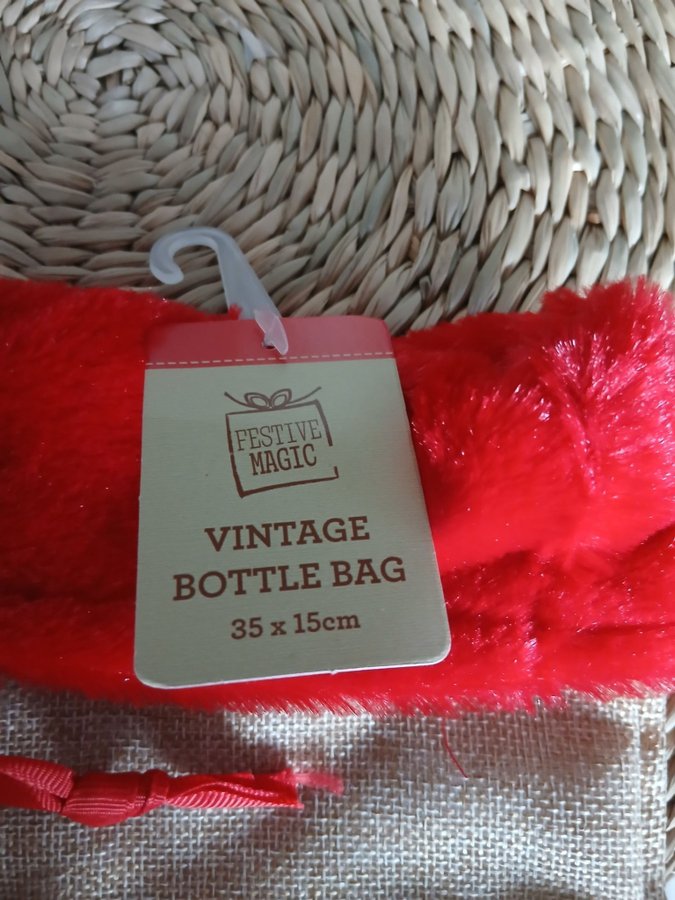 FESTIVE
MAGIC
VINTAGE
BOTTLE BAG
35 x 15cm